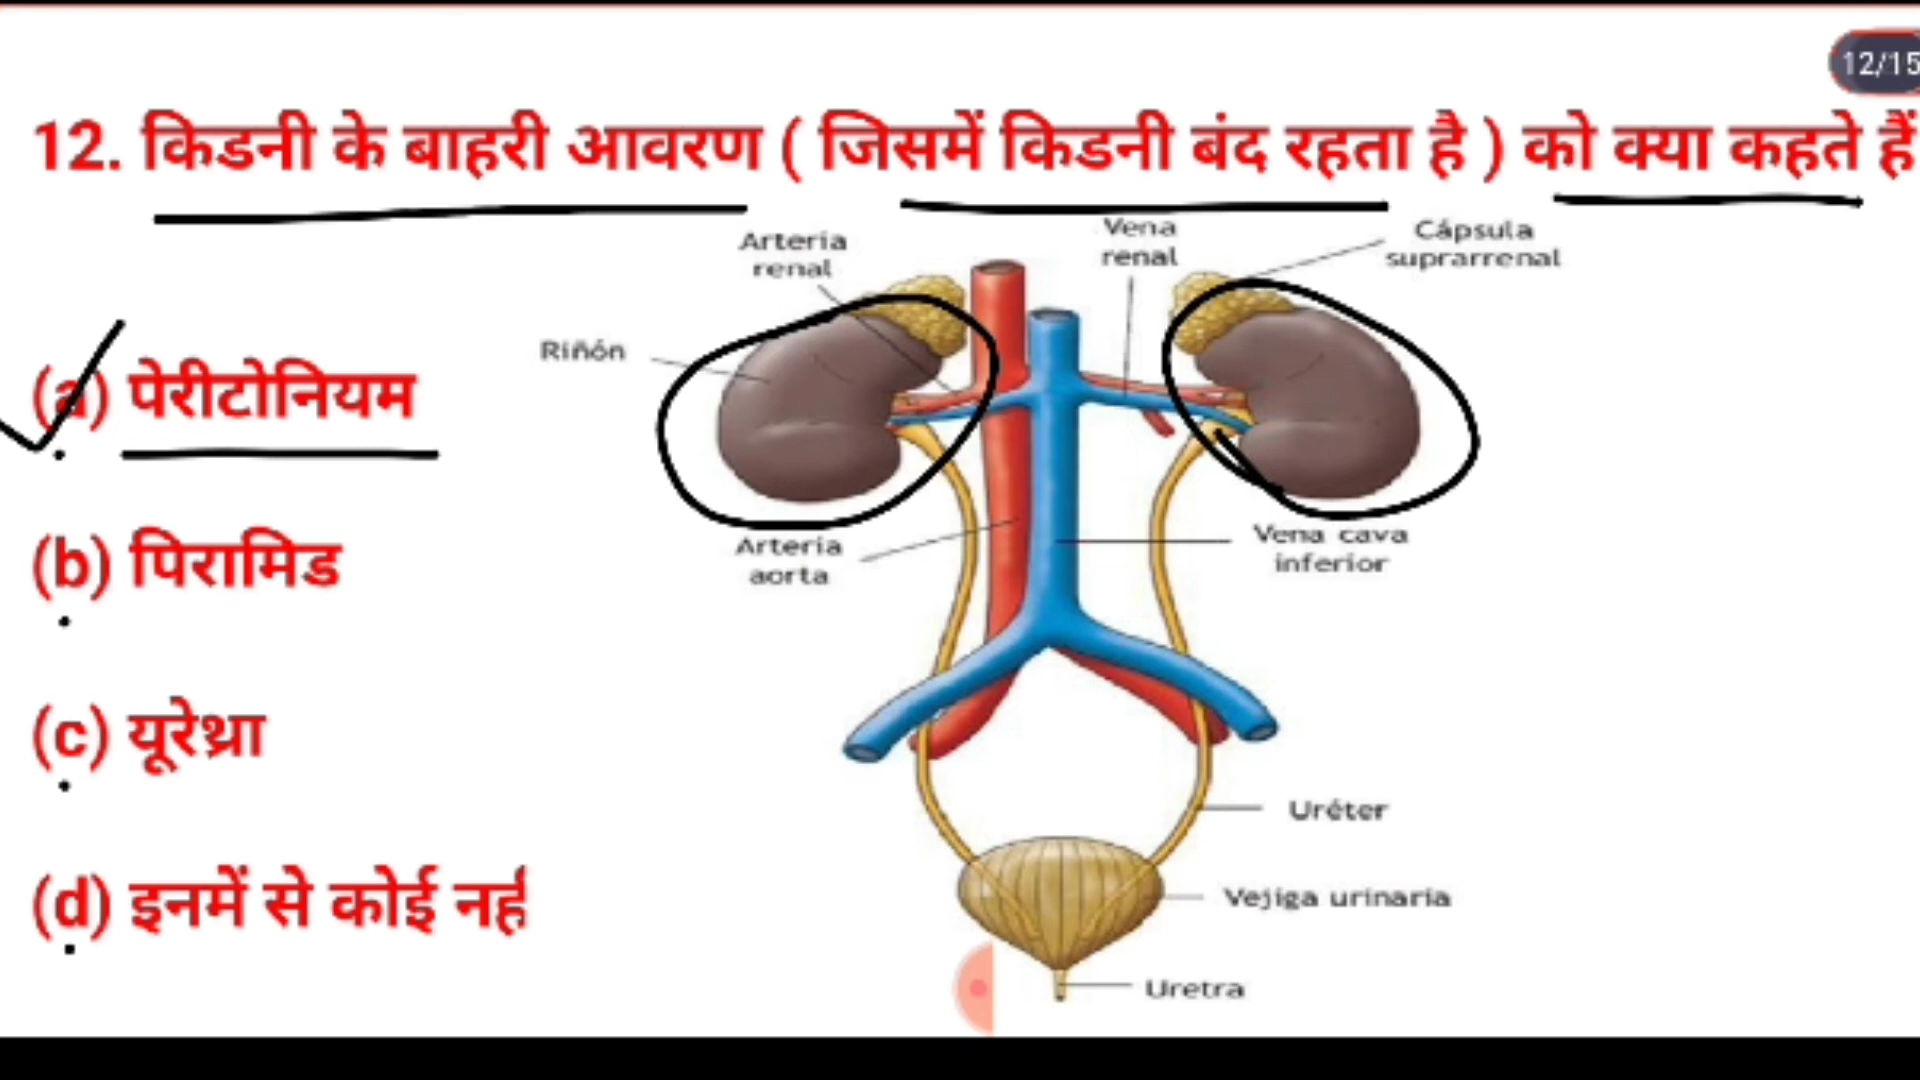 12/15
12. किडनी के बाहरी आवरण ( जिसमें किडनी बंद रहता है ) को क्या कहते हैं
Arteria
renal
Vena
renal
Cápsula
suprarrenal
Riñón
(a) पेरीटोनियम
Arteria
aorta
Vena cava
inferior
(b) पिरामिड
(c) यूरेथ्रा
Uréter
(d) इनमें से कोई
Vejiga urinaria
Uretra